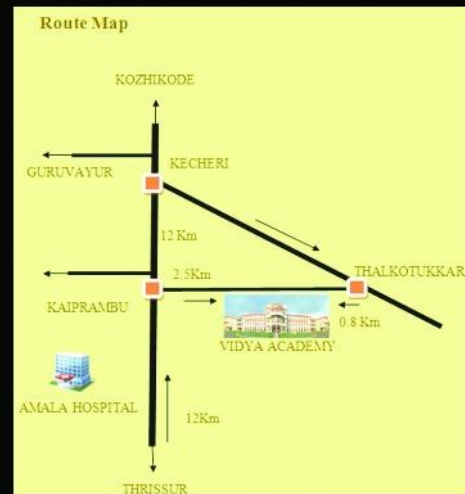 Route Map
KOZHIKODE
KECHERI
GURUVAYUR
12 Km
THALKOTUKKAR
2.5Km
KAIPRAMBU
0.8 Km
VIDYA ACADEMY
AMALA HOSPITAL
12Km
THRISSUR